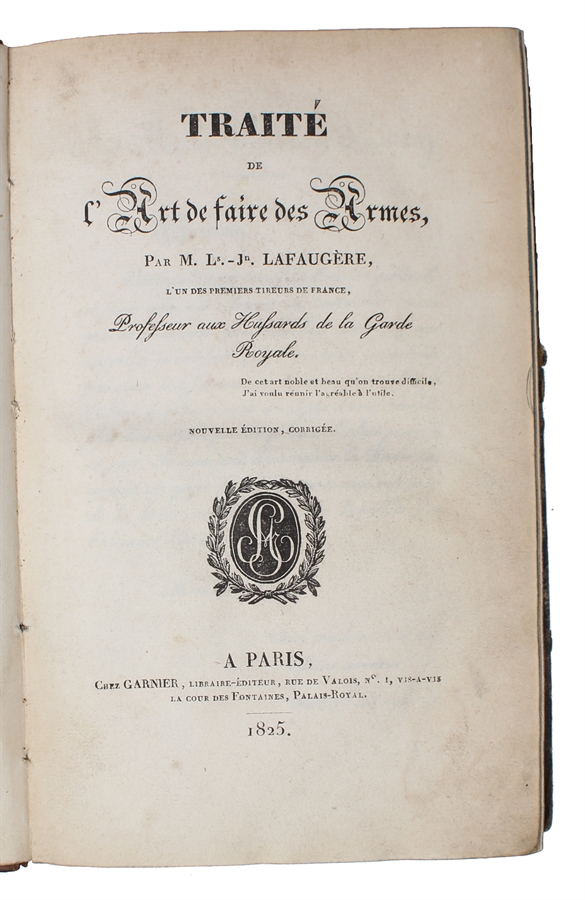 TRAITÉ
DE
l'Art de faire des Armes,
PAR M. Ls.-Jn. LAFAUGÈRE,
L'UN DES PREMIERS TIREURS DE FRANCE,
Professeur aux Hussards de la Garde
Royale.
De cet art noble et beau qu'on trouve difficile,
J'ai voulu réunir l'agréable à l'utile.
NOUVELLE ÉDITION, CORRIGÉE.
A PARIS,
CHEZ GARNIER, LIBRAIRE-ÉDITEUR, RUE DE VALOIS, No. 1, VIS-A-VIS
LA COUR DES FONTAINES, PALAIS-ROYAL.
1825.